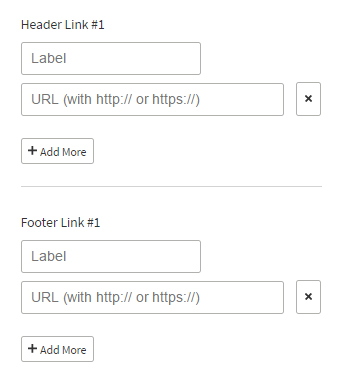 Header Link #1
Label
URL (with http:// or https://)
×
+ Add More
Footer Link #1
Label
URL (with http:// or https://)
×
+ Add More